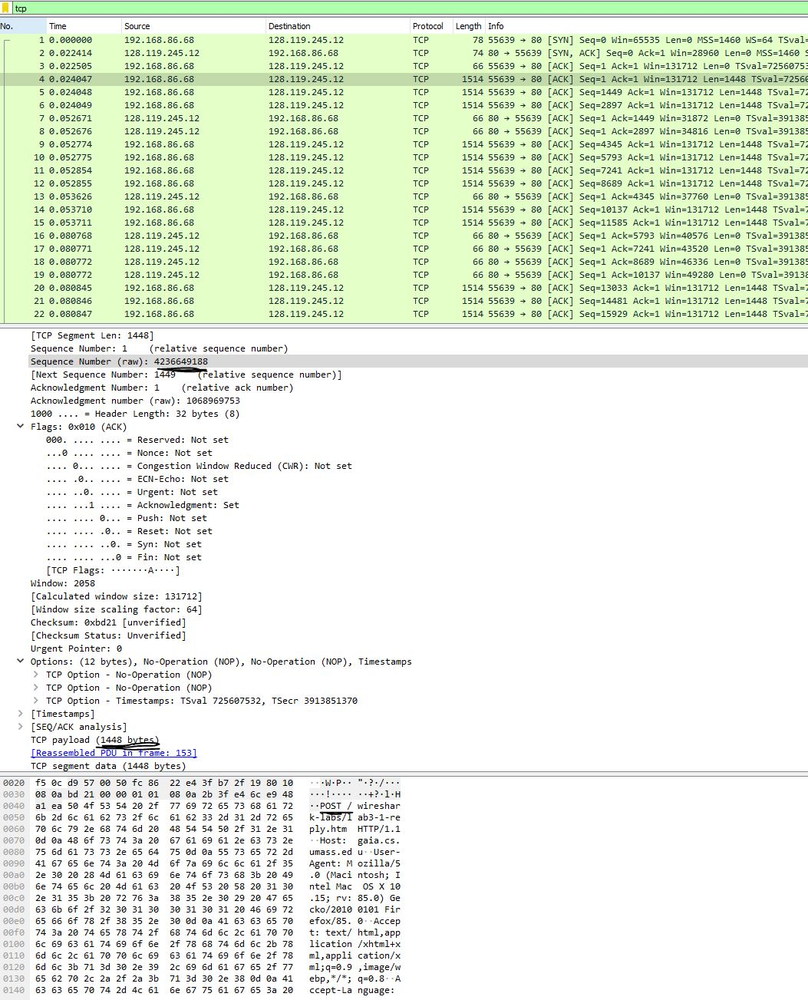 tcp
No. Time Source Destination Protocol Length Info
1 0.000000 192.168.86.68 128.119.245.12 TCP 78 55639 → 80 [SYN] Seq=0 Win=65535 Len=0 MSS=1460 WS=64 TSval=
2 0.022414 128.119.245.12 192.168.86.68 TCP 74 80 → 55639 [SYN, ACK] Seq=0 Ack=1 Win=28960 Len=0 MSS=1460 S
3 0.022505 192.168.86.68 128.119.245.12 TCP 66 55639 → 80 [ACK] Seq=1 Ack=1 Win=131712 Len=0 TSval=72560753
4 0.024047 192.168.86.68 128.119.245.12 TCP 1514 55639 → 80 [ACK] Seq=1 Ack=1 Win=131712 Len=1448 TSval=72560
5 0.024048 192.168.86.68 128.119.245.12 TCP 1514 55639 → 80 [ACK] Seq=1449 Ack=1 Win=131712 Len=1448 TSval=72
6 0.024049 192.168.86.68 128.119.245.12 TCP 1514 55639 → 80 [ACK] Seq=2897 Ack=1 Win=131712 Len=1448 TSval=72
7 0.052671 128.119.245.12 192.168.86.68 TCP 66 80 → 55639 [ACK] Seq=1 Ack=1449 Win=31872 Len=0 TSval=391385
8 0.052676 128.119.245.12 192.168.86.68 TCP 66 80 → 55639 [ACK] Seq=1 Ack=2897 Win=34816 Len=0 TSval=391385
9 0.052774 192.168.86.68 128.119.245.12 TCP 1514 55639 → 80 [ACK] Seq=4345 Ack=1 Win=131712 Len=1448 TSval=72
10 0.052775 192.168.86.68 128.119.245.12 TCP 1514 55639 → 80 [ACK] Seq=5793 Ack=1 Win=131712 Len=1448 TSval=72
11 0.052854 192.168.86.68 128.119.245.12 TCP 1514 55639 → 80 [ACK] Seq=7241 Ack=1 Win=131712 Len=1448 TSval=72
12 0.052855 192.168.86.68 128.119.245.12 TCP 1514 55639 → 80 [ACK] Seq=8689 Ack=1 Win=131712 Len=1448 TSval=72
13 0.053626 128.119.245.12 192.168.86.68 TCP 66 80 → 55639 [ACK] Seq=1 Ack=4345 Win=37760 Len=0 TSval=391385
14 0.053710 192.168.86.68 128.119.245.12 TCP 1514 55639 → 80 [ACK] Seq=10137 Ack=1 Win=131712 Len=1448 TSval=7
15 0.053711 192.168.86.68 128.119.245.12 TCP 1514 55639 → 80 [ACK] Seq=11585 Ack=1 Win=131712 Len=1448 TSval=7
16 0.080768 128.119.245.12 192.168.86.68 TCP 66 80 → 55639 [ACK] Seq=1 Ack=5793 Win=40576 Len=0 TSval=391385
17 0.080771 128.119.245.12 192.168.86.68 TCP 66 80 → 55639 [ACK] Seq=1 Ack=7241 Win=43520 Len=0 TSval=391385
18 0.080772 128.119.245.12 192.168.86.68 TCP 66 80 → 55639 [ACK] Seq=1 Ack=8689 Win=46336 Len=0 TSval=391385
19 0.080772 128.119.245.12 192.168.86.68 TCP 66 80 → 55639 [ACK] Seq=1 Ack=10137 Win=49280 Len=0 TSval=39138
20 0.080845 192.168.86.68 128.119.245.12 TCP 1514 55639 → 80 [ACK] Seq=13033 Ack=1 Win=131712 Len=1448 TSval=7
21 0.080846 192.168.86.68 128.119.245.12 TCP 1514 55639 → 80 [ACK] Seq=14481 Ack=1 Win=131712 Len=1448 TSval=7
22 0.080847 192.168.86.68 128.119.245.12 TCP 1514 55639 → 80 [ACK] Seq=15929 Ack=1 Win=131712 Len=1448 TSval=7
[TCP Segment Len: 1448]
Sequence Number: 1 (relative sequence number)
Sequence Number (raw): 4236649188
[Next Sequence Number: 1449 (relative sequence number)]
Acknowledgment Number: 1 (relative ack number)
Acknowledgment number (raw): 1068969753
1000 .... = Header Length: 32 bytes (8)
Flags: 0x010 (ACK)
000. .... .... = Reserved: Not set
...0 .... .... = Nonce: Not set
.... 0... .... = Congestion Window Reduced (CWR): Not set
.... .0.. .... = ECN-Echo: Not set
.... ..0. .... = Urgent: Not set
.... ...1 .... = Acknowledgment: Set
.... .... 0... = Push: Not set
.... .... .0.. = Reset: Not set
.... .... ..0. = Syn: Not set
.... .... ...0 = Fin: Not set
[TCP Flags: ·······A····]
Window: 2058
[Calculated window size: 131712]
[Window size scaling factor: 64]
Checksum: 0xbd21 [unverified]
[Checksum Status: Unverified]
Urgent Pointer: 0
Options: (12 bytes), No-Operation (NOP), No-Operation (NOP), Timestamps
TCP Option - No-Operation (NOP)
TCP Option - No-Operation (NOP)
TCP Option - Timestamps: TSval 725607532, TSecr 3913851370
[Timestamps]
[SEQ/ACK analysis]
TCP payload (1448 bytes)
[Reassembled PDU in frame: 153]
TCP segment data (1448 bytes)
0020 f5 0c d9 57 00 50 fc 86 22 e4 3f b7 2f 19 80 10 ···W·P·· "·?·/···
0030 08 0a bd 21 00 00 01 01 08 0a 2b 3f e4 6c e9 48 ···!···· ··+?·l·H
0040 a1 ea 50 4f 53 54 20 2f 77 69 72 65 73 68 61 72 ··POST / wireshar
0050 6b 2d 6c 61 62 73 2f 6c 61 62 33 2d 31 2d 72 65 k-labs/l ab3-1-re
0060 70 6c 79 2e 68 74 6d 20 48 54 54 50 2f 31 2e 31 ply.htm HTTP/1.1
0070 0d 0a 48 6f 73 74 3a 20 67 61 69 61 2e 63 73 2e ··Host: gaia.cs.
0080 75 6d 61 73 73 2e 65 64 75 0d 0a 55 73 65 72 2d umass.ed u··User-
0090 41 67 65 6e 74 3a 20 4d 6f 7a 69 6c 6c 61 2f 35 Agent: M ozilla/5
00a0 2e 30 20 28 4d 61 63 69 6e 74 6f 73 68 3b 20 49 .0 (Maci ntosh; I
00b0 6e 74 65 6c 20 4d 61 63 20 4f 53 20 58 20 31 30 ntel Mac OS X 10
00c0 2e 31 35 3b 20 72 76 3a 38 35 2e 30 29 20 47 65 .15; rv: 85.0) Ge
00d0 63 6b 6f 2f 32 30 31 30 30 31 30 31 20 46 69 72 cko/2010 0101 Fir
00e0 65 66 6f 78 2f 38 35 2e 30 0d 0a 41 63 63 65 70 efox/85. 0··Accep
00f0 74 3a 20 74 65 78 74 2f 68 74 6d 6c 2c 61 70 70 t: text/ html,app
0100 6c 69 63 61 74 69 6f 6e 2f 78 68 74 6d 6c 2b 78 lication /xhtml+x
0110 6d 6c 2c 61 70 70 6c 69 63 61 74 69 6f 6e 2f 78 ml,appli cation/x
0120 6d 6c 3b 71 3d 30 2e 39 2c 69 6d 61 67 65 2f 77 ml;q=0.9 ,image/w
0130 65 62 70 2c 2a 2f 2a 3b 71 3d 30 2e 38 0d 0a 41 ebp,*/*; q=0.8··A
0140 63 63 65 70 74 2d 4c 61 6e 67 75 61 67 65 3a 20 ccept-La nguage: